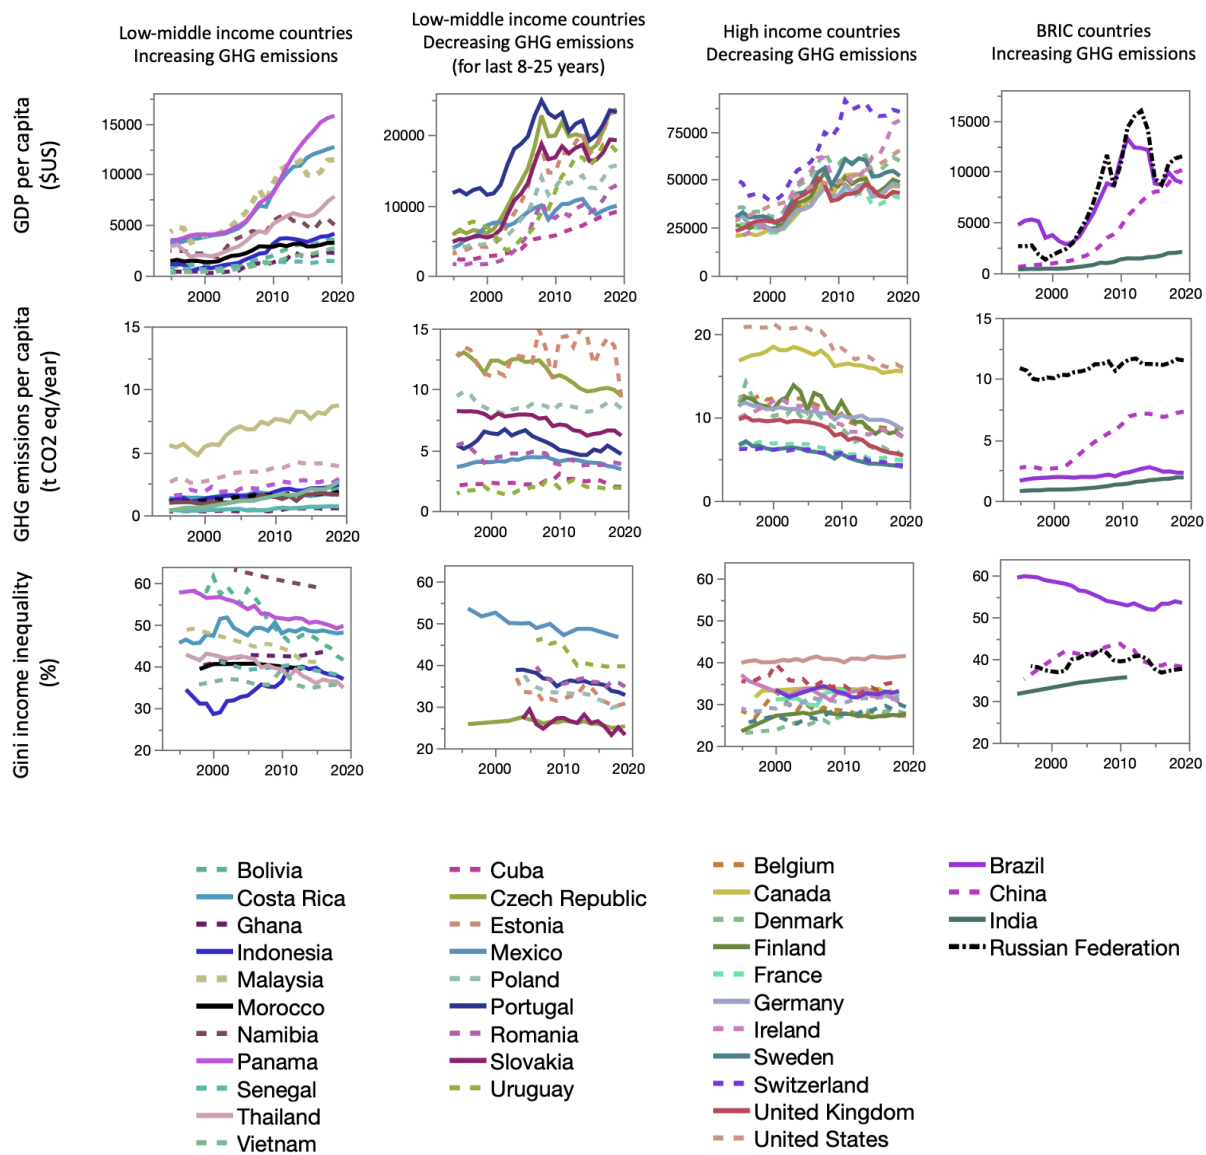 Low-middle income countries
Increasing GHG emissions
Low-middle income countries
Decreasing GHG emissions
(for last 8-25 years)
High income countries
Decreasing GHG emissions
BRIC countries
Increasing GHG emissions
GDP per capita
($US)
15000
10000
5000
0
2000
2010
2020
20000
10000
0
2000
2010
2020
75000
50000
25000
0
2000
2010
2020
15000
10000
5000
0
2000
2010
2020
GHG emissions per capita
(t CO2 eq/year)
15
10
5
0
2000
2010
2020
15
10
5
0
2000
2010
2020
20
10
0
2000
2010
2020
15
10
5
0
2000
2010
2020
Gini income inequality
(%)
60
50
40
30
20
2000
2010
2020
60
50
40
30
20
2000
2010
2020
60
50
40
30
20
2000
2010
2020
60
50
40
30
20
2000
2010
2020
Bolivia
Costa Rica
Ghana
Indonesia
Malaysia
Morocco
Namibia
Panama
Senegal
Thailand
Vietnam
Cuba
Czech Republic
Estonia
Mexico
Poland
Portugal
Romania
Slovakia
Uruguay
Belgium
Canada
Denmark
Finland
France
Germany
Ireland
Sweden
Switzerland
United Kingdom
United States
Brazil
China
India
Russian Federation